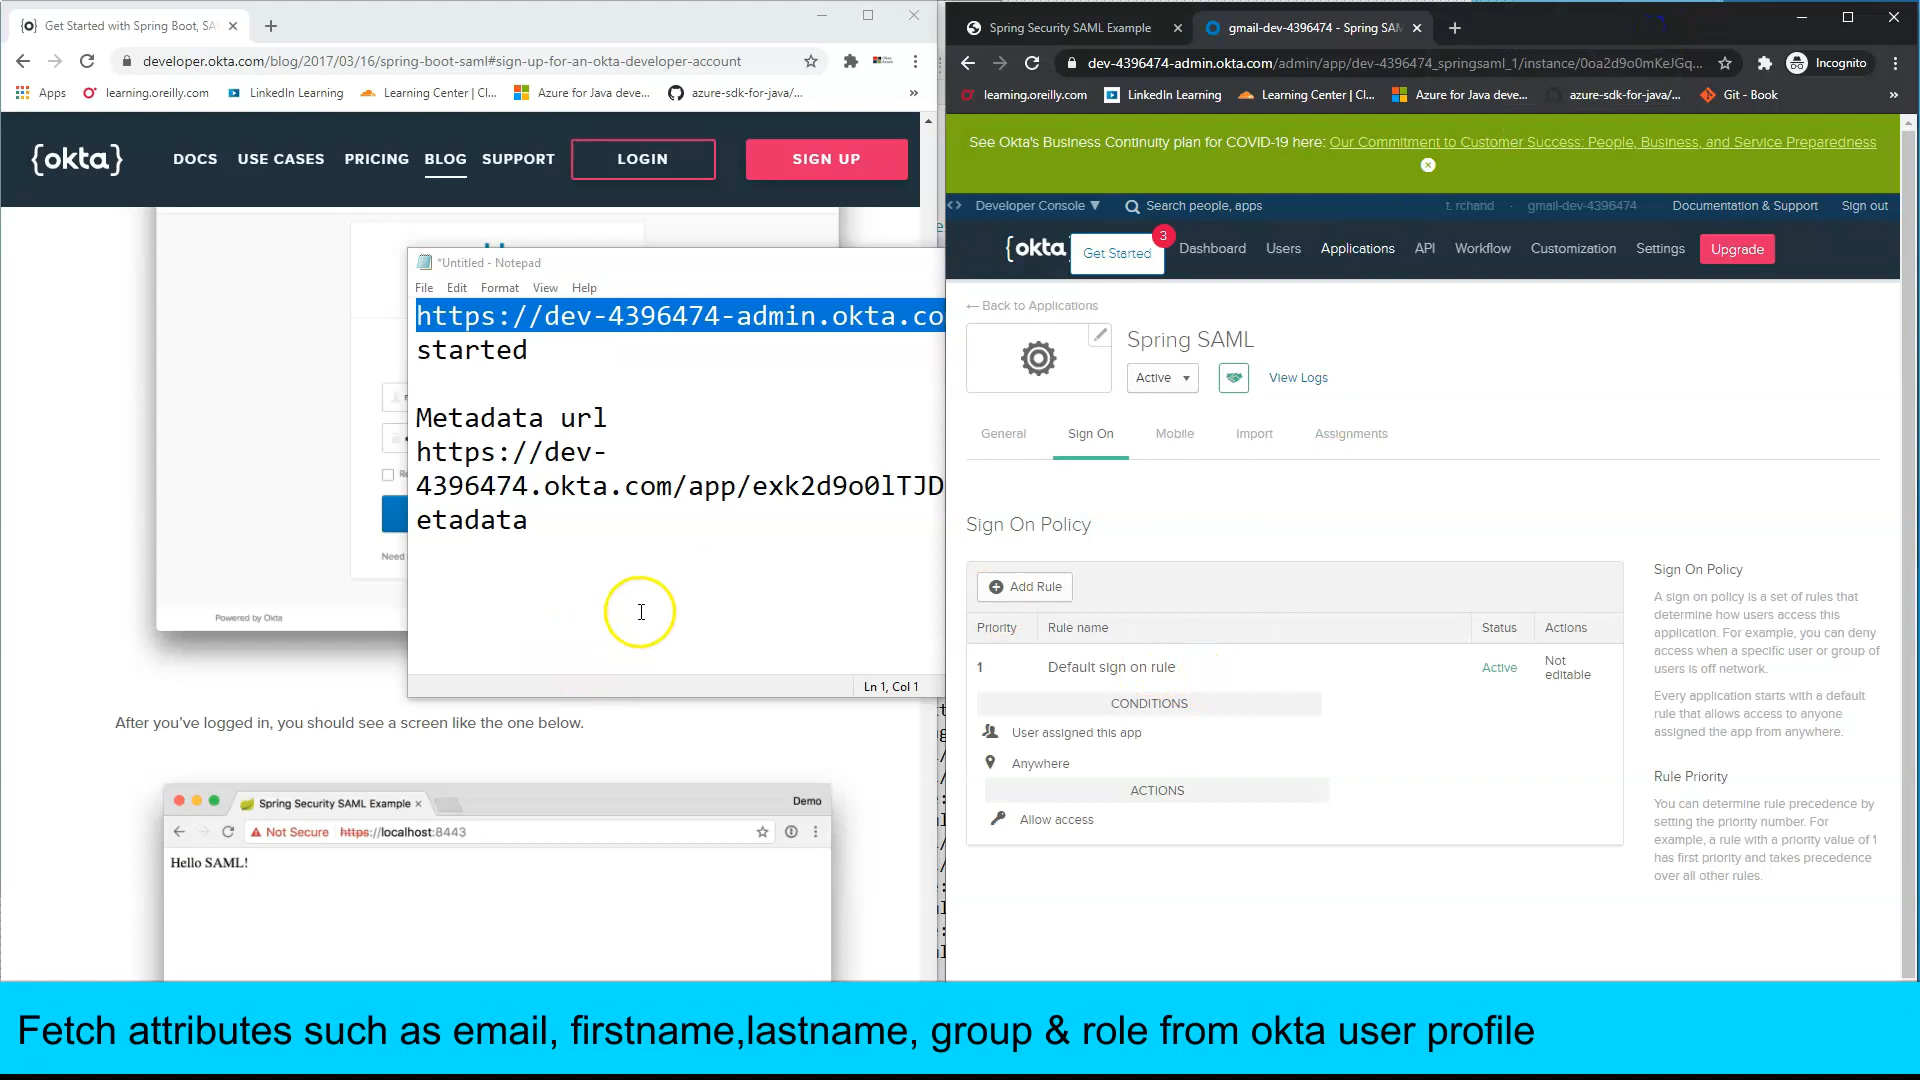 Get Started with Spring Boot, SA
developer.okta.com/blog/2017/03/16/spring-boot-saml#sign-up-for-an-okta-developer-account
Apps
learning.oreilly.com
LinkedIn Learning
Learning Center | Cl...
Azure for Java deve...
azure-sdk-for-java/...
»
{okta}
DOCS
USE CASES
PRICING
BLOG
SUPPORT
LOGIN
SIGN UP
*Untitled - Notepad
File
Edit
Format
View
Help
https://dev-4396474-admin.okta.co
started
Metadata url
https://dev-
4396474.okta.com/app/exk2d9o0lTJD
etadata
Ln 1, Col 1
Need
Powered by Okta
After you've logged in, you should see a screen like the one below.
Spring Security SAML Example
Demo
Not Secure
https://localhost:8443
Hello SAML!
Spring Security SAML Example
gmail-dev-4396474 - Spring SAM
dev-4396474-admin.okta.com/admin/app/dev-4396474_springsaml_1/instance/0oa2d9o0mKeJGq...
Incognito
learning.oreilly.com
LinkedIn Learning
Learning Center | Cl...
Azure for Java deve...
azure-sdk-for-java/...
Git - Book
»
See Okta's Business Continuity plan for COVID-19 here: Our Commitment to Customer Success: People, Business, and Service Preparedness
Developer Console
Search people, apps
t. rchand
gmail-dev-4396474
Documentation & Support
Sign out
{okta
Get Started
3
Dashboard
Users
Applications
API
Workflow
Customization
Settings
Upgrade
← Back to Applications
Spring SAML
Active
View Logs
General
Sign On
Mobile
Import
Assignments
Sign On Policy
Add Rule
Priority
Rule name
Status
Actions
1
Default sign on rule
Active
Not
editable
CONDITIONS
User assigned this app
Anywhere
ACTIONS
Allow access
Sign On Policy
A sign on policy is a set of rules that
determine how users access this
application. For example, you can deny
access when a specific user or group of
users is off network.
Every application starts with a default
rule that allows access to anyone
assigned the app from anywhere.
Rule Priority
You can determine rule precedence by
setting the priority number. For
example, a rule with a priority value of 1
has first priority and takes precedence
over all other rules.
Fetch attributes such as email, firstname,lastname, group & role from okta user profile